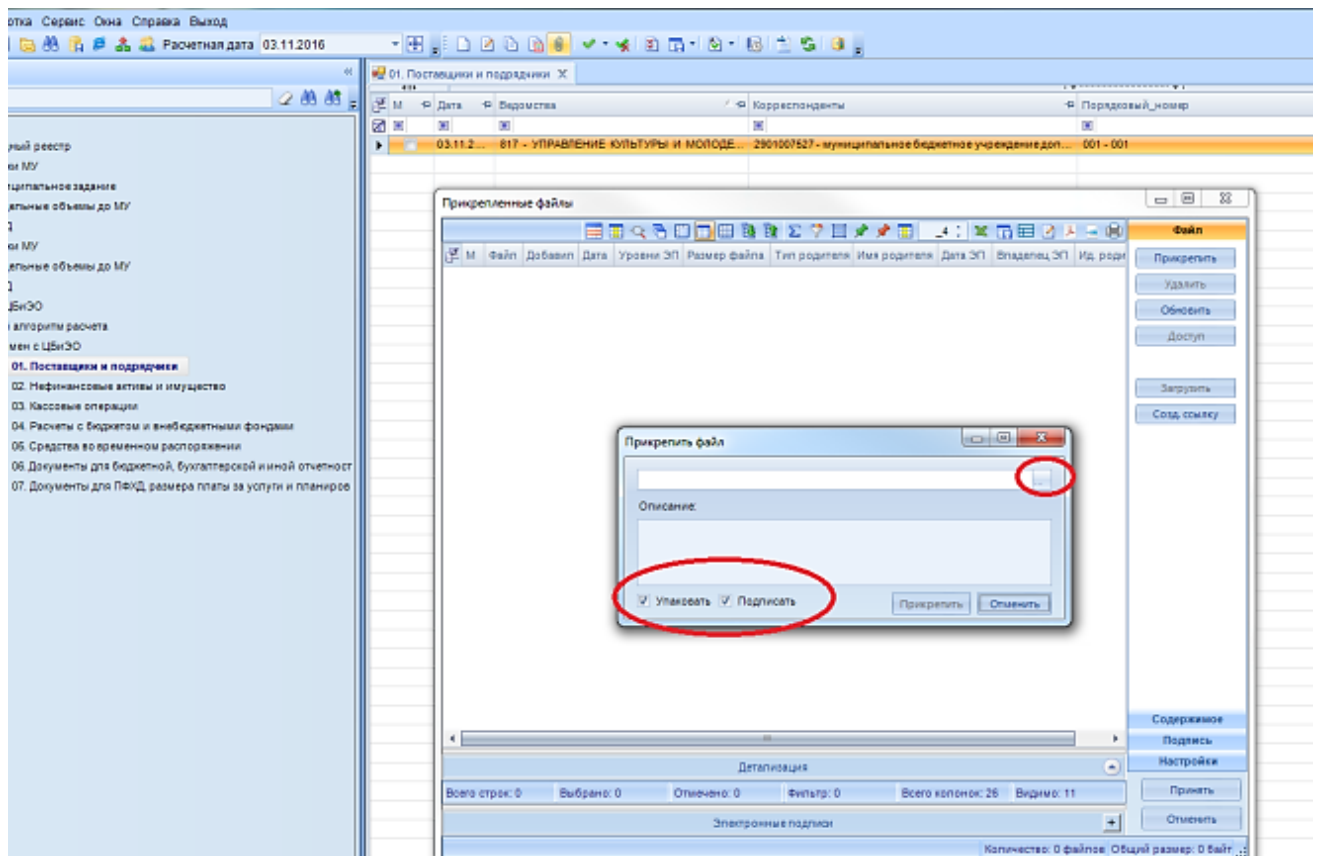 отка Сервис Окна Справка Выход
Расчетная дата 03.11.2016
01. Поставщики и подрядчики X
М Дата Ведомства Корреспонденты Порядковый_номер
03.11.2... 817 - УПРАВЛЕНИЕ КУЛЬТУРЫ И МОЛОДЕ... 2901007527 - муниципальное бюджетное учреждение доп... 001 - 001
ный реестр
ки МУ
иципальное задание
дельные объемы до МУ
Д
ки МУ
дельные объемы до МУ
Д
ЦБиЭО
алгоритм расчета
мен с ЦБиЭО
01. Поставщики и подрядчики
02. Нефинансовые активы и имущество
03. Кассовые операции
04. Расчеты с бюджетом и внебюджетными фондами
05. Средства во временном распоряжении
06. Документы для бюджетной, бухгалтерской и иной отчетност
07. Документы для ПФХД, размера платы за услуги и планиров
Прикрепленные файлы
_4
М Файл Добавил Дата Уровни ЭП Размер файла Тип родителя Имя родителя Дата ЭП Владелец ЭП Ид. роди
Файл
Прикрепить
Удалить
Обновить
Доступ
Загрузить
Созд. ссылку
Прикрепить файл
...
Описание:
Упаковать Подписать
Прикрепить Отменить
Содержимое
Подпись
Настройки
Детализация
Всего строк: 0 Выбрано: 0 Отмечено: 0 Фильтр: 0 Всего колонок: 26 Видимо: 11
Принять
Электронные подписи
Отменить
Количество: 0 файлов Общий размер: 0 байт